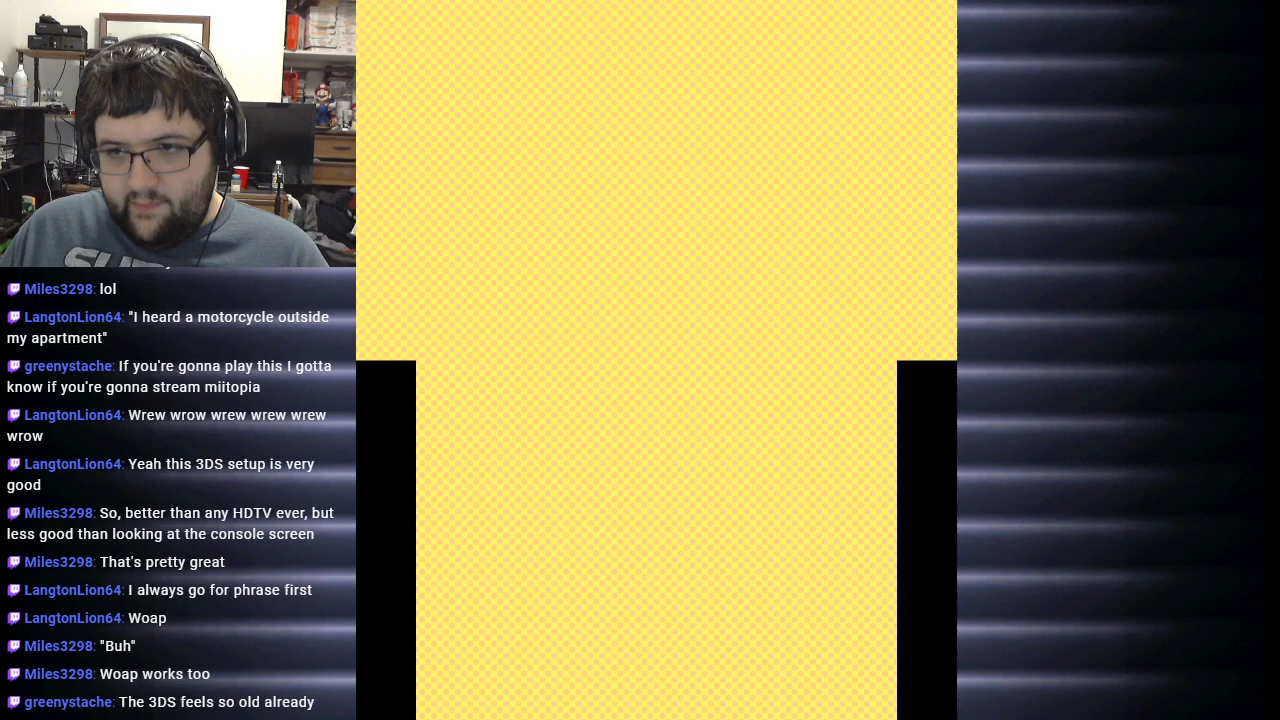 Miles3298: lol
LangtonLion64: "I heard a motorcycle outside
my apartment"
greenystache: If you're gonna play this I gotta
know if you're gonna stream miitopia
LangtonLion64: Wrew wrow wrew wrew wrew
wrow
LangtonLion64: Yeah this 3DS setup is very
good
Miles3298: So, better than any HDTV ever, but
less good than looking at the console screen
Miles3298: That's pretty great
LangtonLion64: I always go for phrase first
LangtonLion64: Woap
Miles3298: "Buh"
Miles3298: Woap works too
greenystache: The 3DS feels so old already